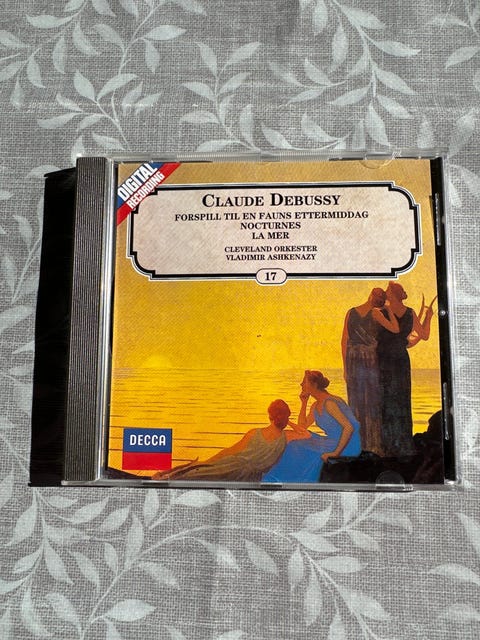 DIGITAL
RECORDING
CLAUDE DEBUSSY
FORSPILL TIL EN FAUNS ETTERMIDDAG
NOCTURNES
LA MER
CLEVELAND ORKESTER
VLADIMIR ASHKENAZY
17
DECCA